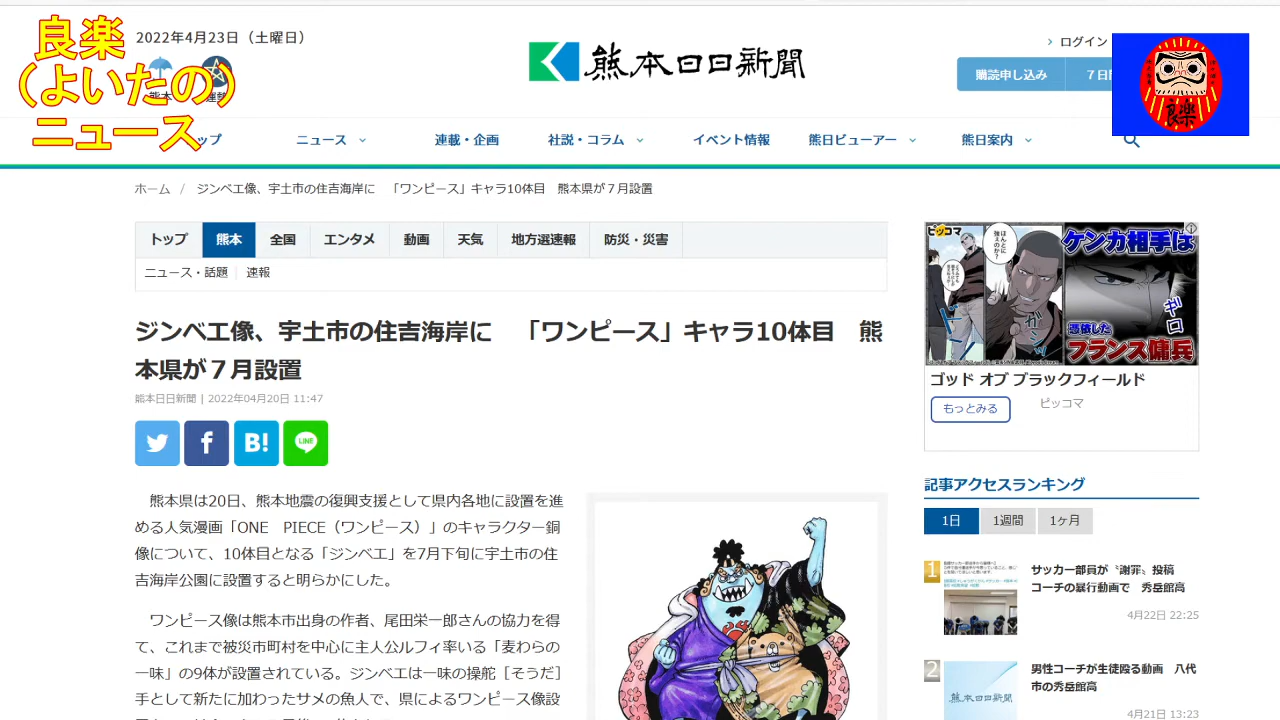 良楽
（よいたの）
ニュース
2022年4月23日（土曜日）
熊本日日新聞
ログイン
購読申し込み
ニュース
連載・企画
社説・コラム
イベント情報
熊日ビューアー
熊日案内
良楽
ホーム / ジンベエ像、宇土市の住吉海岸に 「ワンピース」キャラ10体目 熊本県が７月設置
トップ
熊本
全国
エンタメ
動画
天気
地方選速報
防災・災害
ニュース・話題
速報
ジンベエ像、宇土市の住吉海岸に 「ワンピース」キャラ10体目 熊
本県が７月設置
熊本日日新聞 | 2022年04月20日 11:47
B!
LINE
熊本県は20日、熊本地震の復興支援として県内各地に設置を進
める人気漫画「ONE PIECE（ワンピース）」のキャラクター銅
像について、10体目となる「ジンベエ」を7月下旬に宇土市の住
吉海岸公園に設置すると明らかにした。
ワンピース像は熊本市出身の作者、尾田栄一郎さんの協力を得
て、これまで被災市町村を中心に主人公ルフィ率いる「麦わらの
一味」の9体が設置されている。ジンベエは一味の操舵［そうだ］
手として新たに加わったサメの魚人で、県によるワンピース像設
ピッコマ
ほんとに強えのか？
ケンカ相手は
ギロ
憑依した
フランス傭兵
ゴッド オブ ブラックフィールド
もっとみる
ピッコマ
記事アクセスランキング
1日
1週間
1ヶ月
1
サッカー部員が〝謝罪〟投稿
コーチの暴行動画で 秀岳館高
4月22日 22:25
2
熊本日日新聞
男性コーチが生徒殴る動画 八代
市の秀岳館高
4月21日 13:23